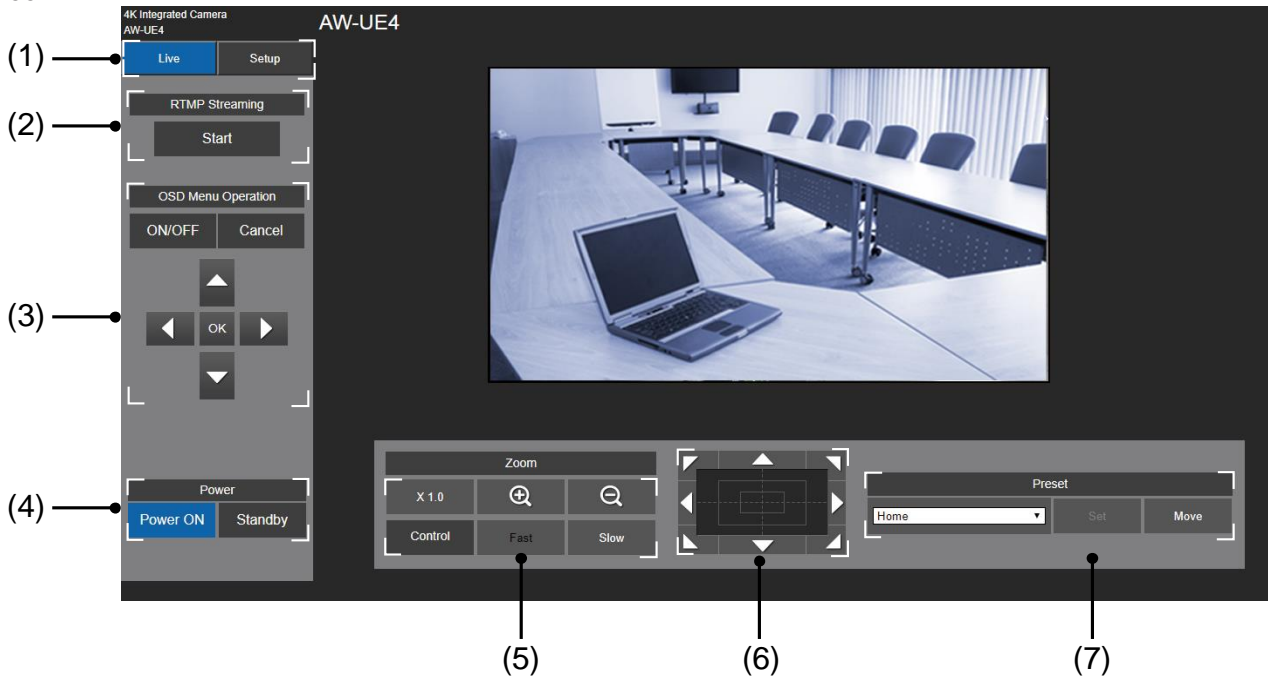 4K Integrated Camera
AW-UE4
AW-UE4
(1)
Live
Setup
(2)
RTMP Streaming
Start
(3)
OSD Menu Operation
ON/OFF
Cancel
OK
(4)
Power
Power ON
Standby
Zoom
X 1.0
Control
Fast
Slow
Preset
Home
Set
Move
(5)
(6)
(7)